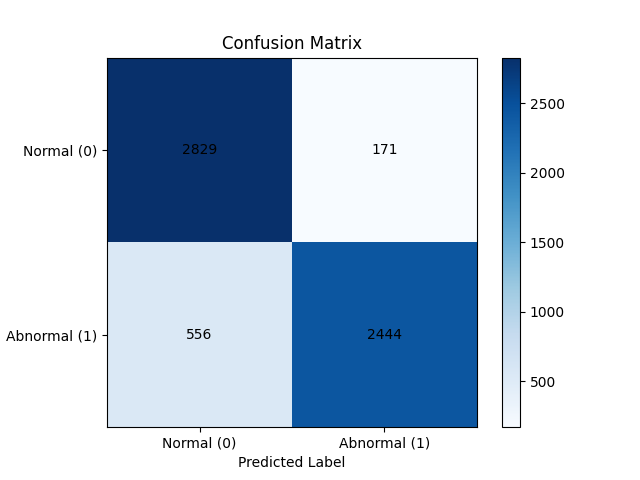 Confusion Matrix
Normal (0)
2829
171
Abnormal (1)
556
2444
Normal (0)
Abnormal (1)
Predicted Label
2500
2000
1500
1000
500